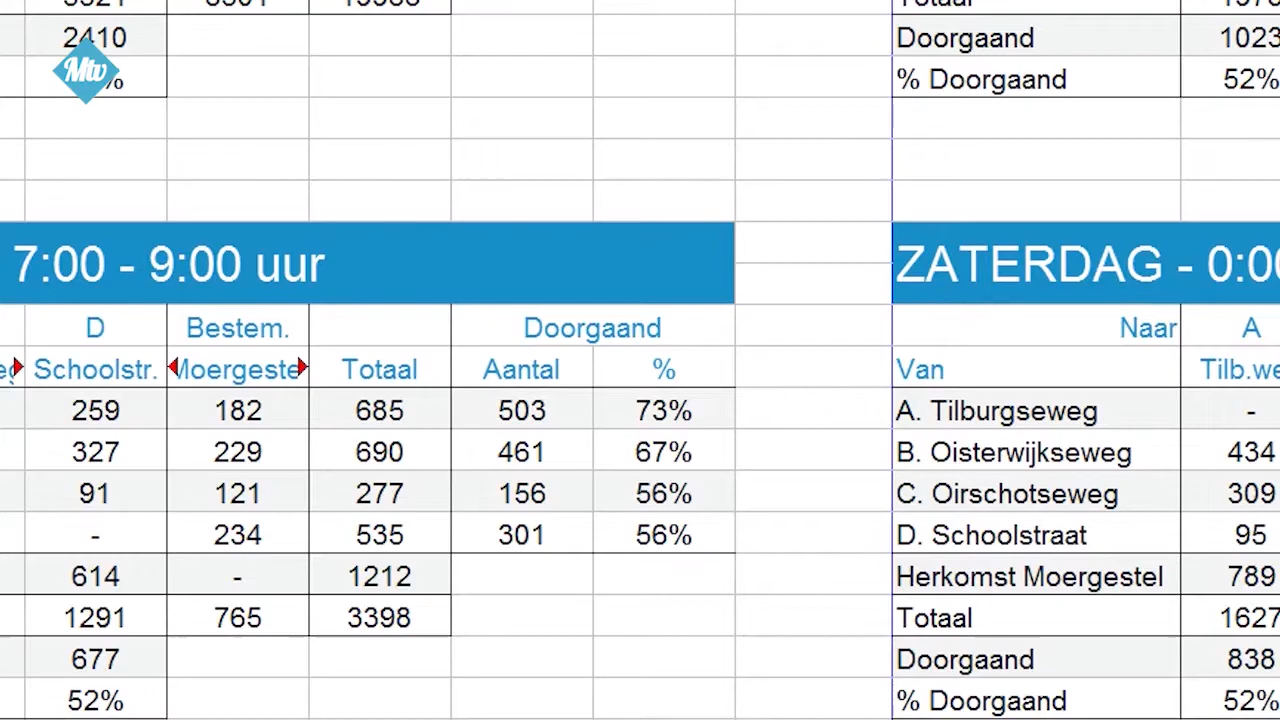 2410
Doorgaand 1023
Mtv
% Doorgaand 52%
7:00 - 9:00 uur
ZATERDAG - 0:00
D Bestem. Doorgaand Naar A
Schoolstr. Moergeste Totaal Aantal % Van Tilb.we
259 182 685 503 73% A. Tilburgseweg -
327 229 690 461 67% B. Oisterwijkseweg 434
91 121 277 156 56% C. Oirschotseweg 309
- 234 535 301 56% D. Schoolstraat 95
614 - 1212 Herkomst Moergestel 789
1291 765 3398 Totaal 1627
677 Doorgaand 838
52% % Doorgaand 52%